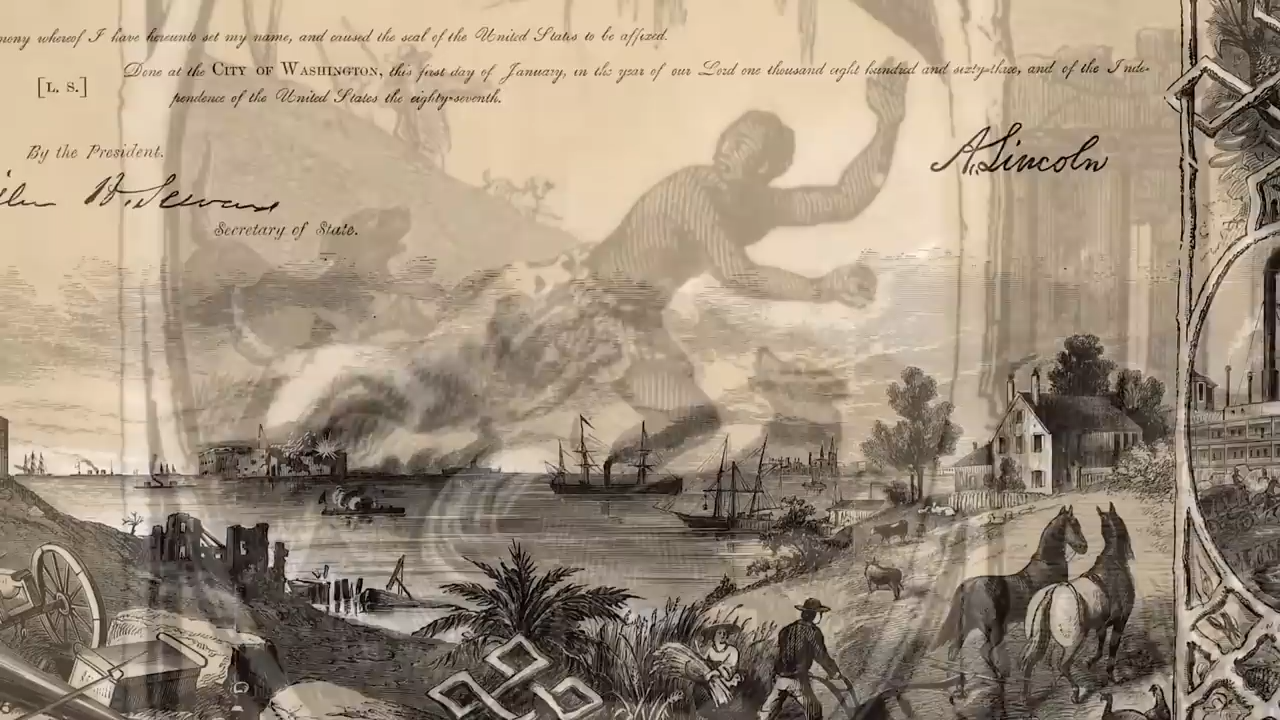 mony whereof I have hereunto set my name, and caused the seal of the United States to be affixed.
Done at the CITY OF WASHINGTON, this first day of January, in the year of our Lord one thousand eight hundred and sixty-three, and of the Inde-
[L. S.]
pendence of the United States the eighty-seventh.
By the President.
A. Lincoln
H. Seward
Secretary of State.